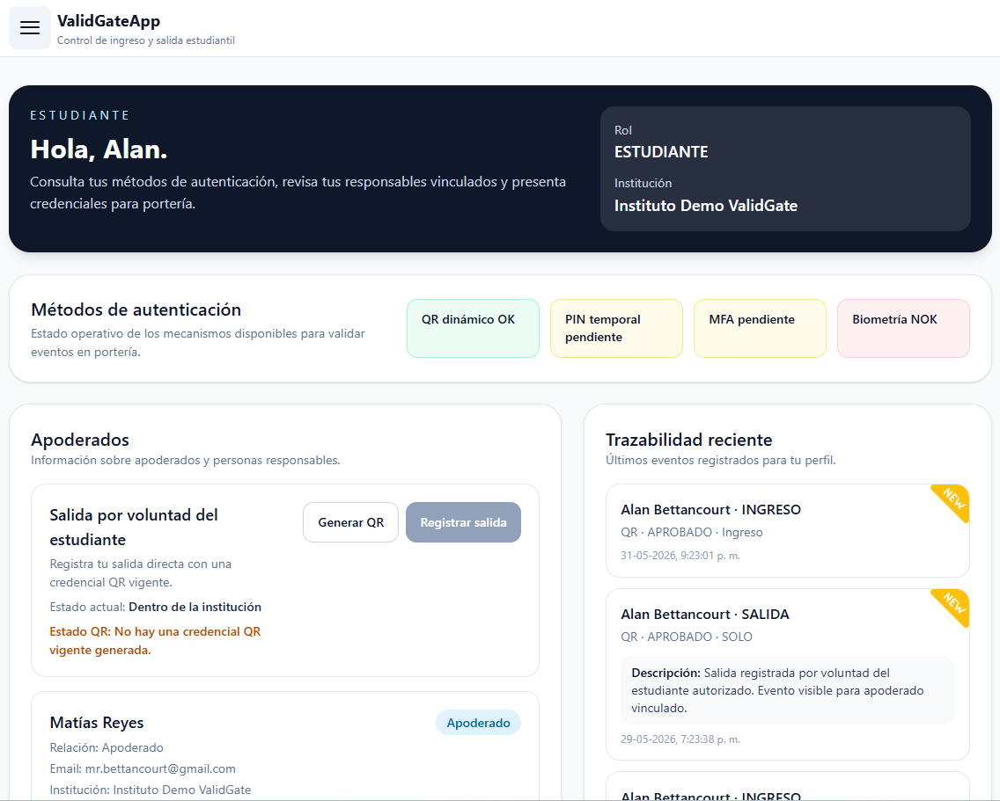 ValidGateApp
Control de ingreso y salida estudiantil
ESTUDIANTE
Hola, Alan.
Consulta tus métodos de autenticación, revisa tus responsables vinculados y presenta
credenciales para portería.
Rol
ESTUDIANTE
Institución
Instituto Demo ValidGate
Métodos de autenticación
Estado operativo de los mecanismos disponibles para validar
eventos en portería.
QR dinámico OK
PIN temporal
pendiente
MFA pendiente
Biometría NOK
Apoderados
Información sobre apoderados y personas responsables.
Salida por voluntad del
estudiante
Registra tu salida directa con una
credencial QR vigente.
Estado actual: Dentro de la institución
Estado QR: No hay una credencial QR
vigente generada.
Generar QR
Registrar salida
Matías Reyes
Apoderado
Relación: Apoderado
Email: mr.bettancourt@gmail.com
Institución: Instituto Demo ValidGate
Trazabilidad reciente
Últimos eventos registrados para tu perfil.
NEW
Alan Bettancourt · INGRESO
QR · APROBADO · Ingreso
31-05-2026, 9:23:01 p. m.
NEW
Alan Bettancourt · SALIDA
QR · APROBADO · SOLO
Descripción: Salida registrada por voluntad del
estudiante autorizado. Evento visible para apoderado
vinculado.
29-05-2026, 7:23:38 p. m.
Alan Bettancourt · INGRESO